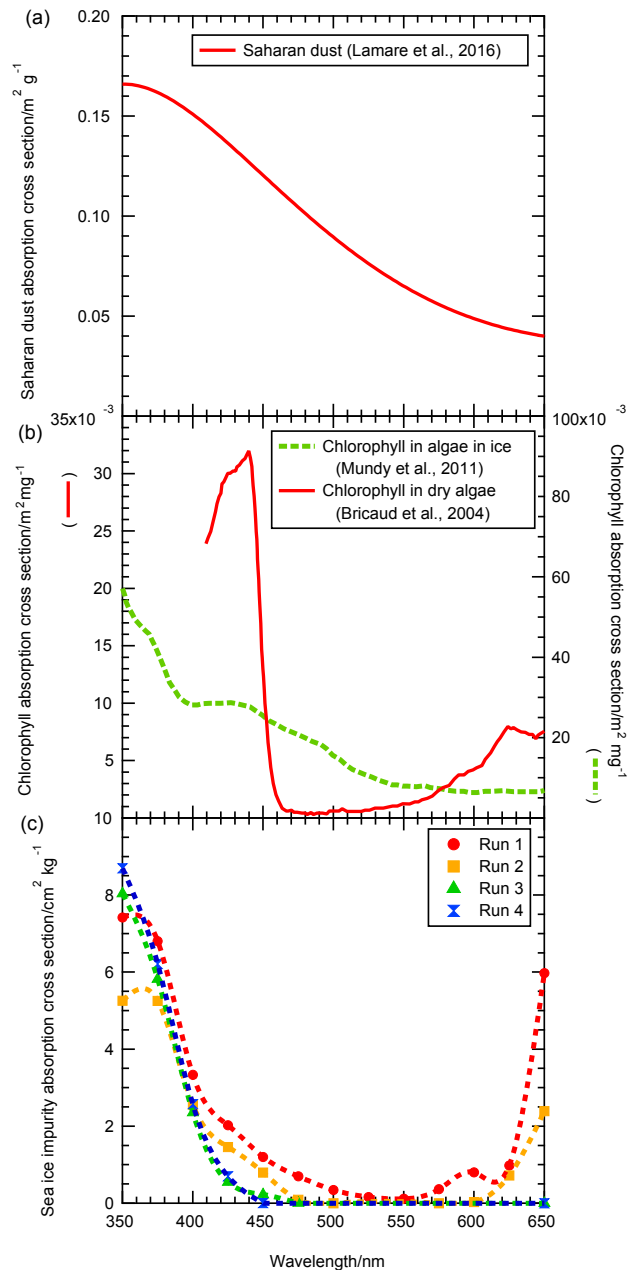 (a)
0.20
0.15
0.10
0.05
Saharan dust absorption cross section/m² g⁻¹
Saharan dust (Lamare et al., 2016)
35x10⁻³
100x10⁻³
(b)
30
25
20
15
10
5
Chlorophyll absorption cross section/m² mg⁻¹
( )
Chlorophyll in algae in ice
(Mundy et al., 2011)
Chlorophyll in dry algae
(Bricaud et al., 2004)
80
60
40
20
Chlorophyll absorption cross section/m² mg⁻¹
( )
(c)
10
8
6
4
2
0
Sea ice impurity absorption cross section/cm² kg⁻¹
Run 1
Run 2
Run 3
Run 4
350 400 450 500 550 600 650
Wavelength/nm